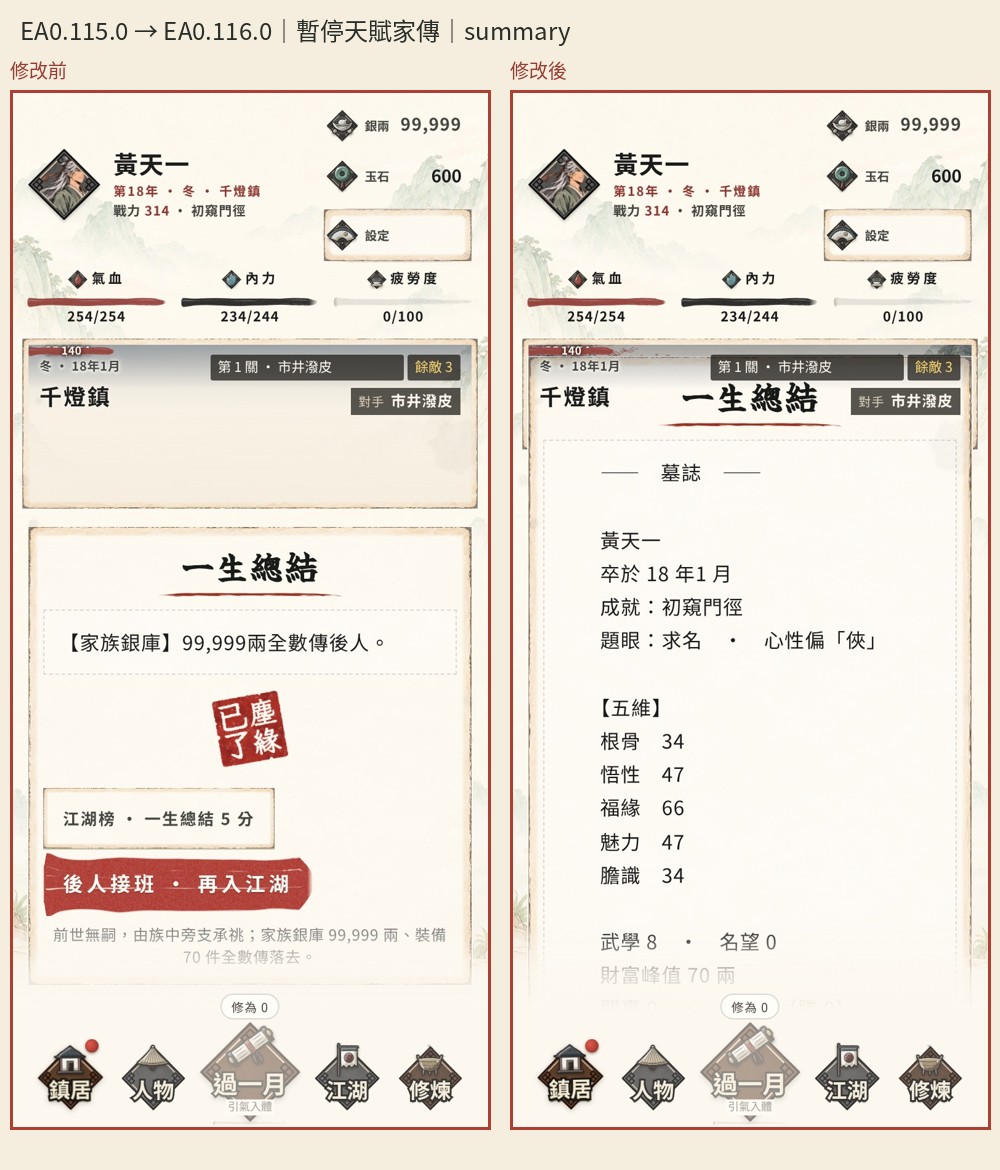 EA0.115.0 → EA0.116.0｜暫停天賦家傳｜summary
修改前
銀兩 99,999
黃天一
玉石 600
第18年 · 冬 · 千燈鎮
戰力 314 · 初窺門徑
設定
氣血
內力
疲勞度
254/254
234/244
0/100
140
冬 · 18年1月
第1關 · 市井潑皮
餘敵 3
千燈鎮
對手 市井潑皮
一生總結
【家族銀庫】99,999兩全數傳後人。
已塵
了緣
江湖榜 · 一生總結 5 分
後人接班 · 再入江湖
前世無嗣，由族中旁支承祧；家族銀庫 99,999 兩、裝備
70 件全數傳落去。
修為 0
鎮居
人物
過一月
引氣入體
江湖
修煉
修改後
銀兩 99,999
黃天一
玉石 600
第18年 · 冬 · 千燈鎮
戰力 314 · 初窺門徑
設定
氣血
內力
疲勞度
254/254
234/244
0/100
140
冬 · 18年1月
第1關 · 市井潑皮
餘敵 3
千燈鎮
一生總結
對手 市井潑皮
墓誌
黃天一
卒於 18 年1 月
成就：初窺門徑
題眼：求名 · 心性偏「俠」
【五維】
根骨 34
悟性 47
福緣 66
魅力 47
膽識 34
武學 8 · 名望 0
財富峰值 70 兩
修為 0
鎮居
人物
過一月
引氣入體
江湖
修煉